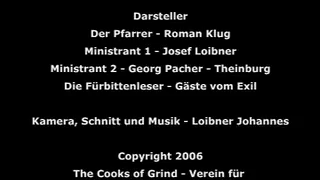 Darsteller
Der Pfarrer - Roman Klug
Ministrant 1 - Josef Loibner
Ministrant 2 - Georg Pacher - Theinburg
Die Fürbittenleser - Gäste vom Exil
Kamera, Schnitt und Musik - Loibner Johannes
Copyright 2006
The Cooks of Grind - Verein für